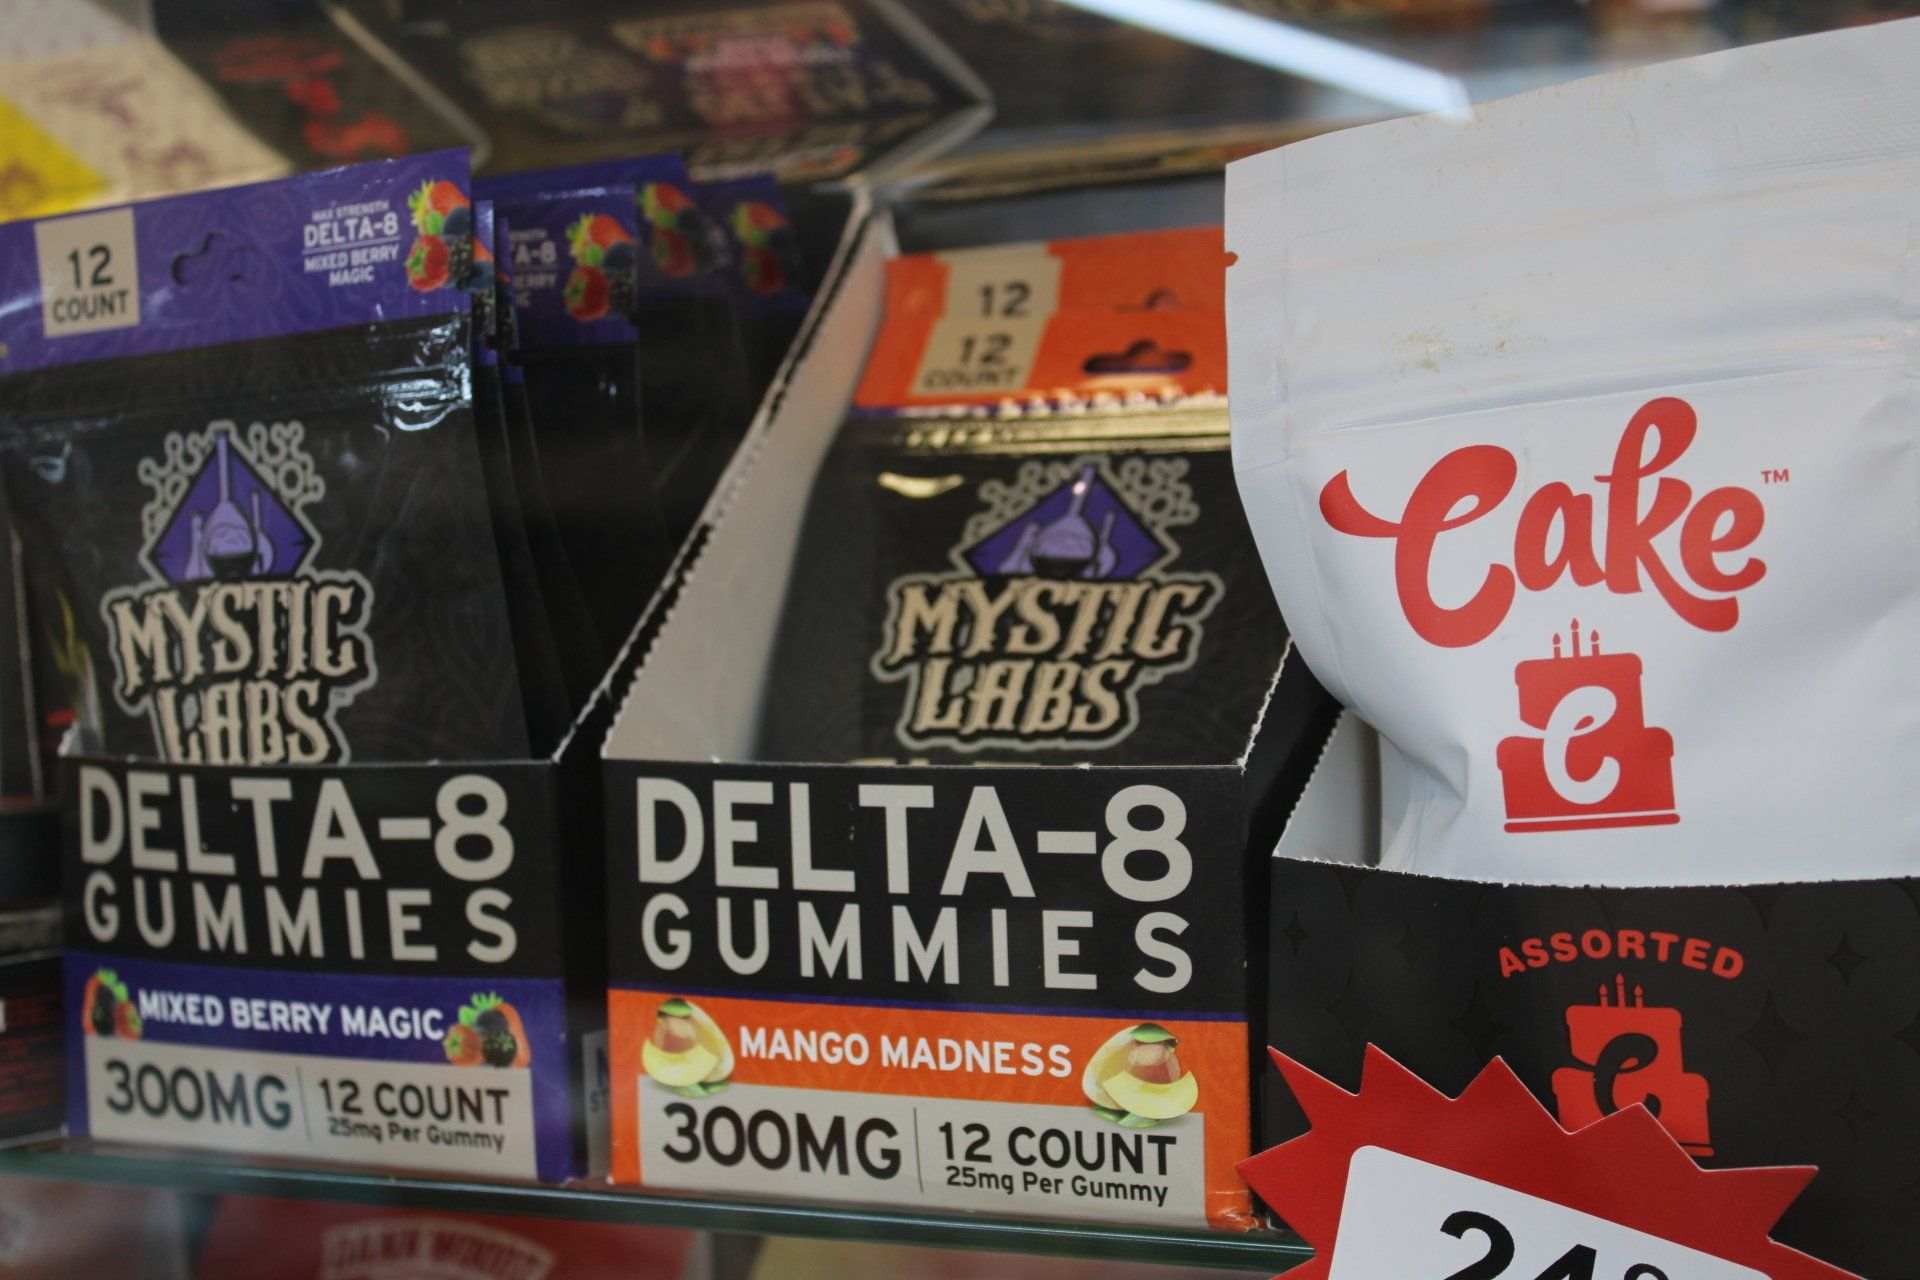 12
COUNT
MAX STRENGTH
DELTA-8
MIXED BERRY
MAGIC
MYSTIC
LABS
DELTA-8
GUMMIES
MIXED BERRY MAGIC
300MG
12 COUNT
25mg Per Gummy
12
12
COUNT
MYSTIC
LABS
DELTA-8
GUMMIES
MANGO MADNESS
300MG
12 COUNT
25mg Per Gummy
Cake™
C
ASSORTED
C
24